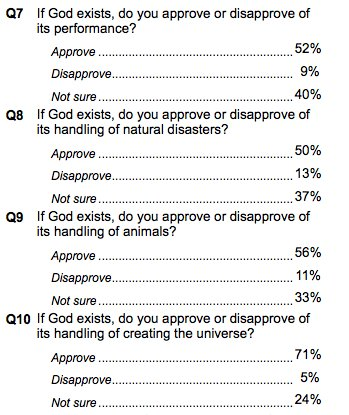 Q7 If God exists, do you approve or disapprove of
its performance?
Approve ........................................................ 52%
Disapprove.................................................... 9%
Not sure ........................................................ 40%
Q8 If God exists, do you approve or disapprove of
its handling of natural disasters?
Approve ........................................................ 50%
Disapprove.................................................... 13%
Not sure ........................................................ 37%
Q9 If God exists, do you approve or disapprove of
its handling of animals?
Approve ........................................................ 56%
Disapprove.................................................... 11%
Not sure ........................................................ 33%
Q10 If God exists, do you approve or disapprove of
its handling of creating the universe?
Approve ........................................................ 71%
Disapprove.................................................... 5%
Not sure ........................................................ 24%